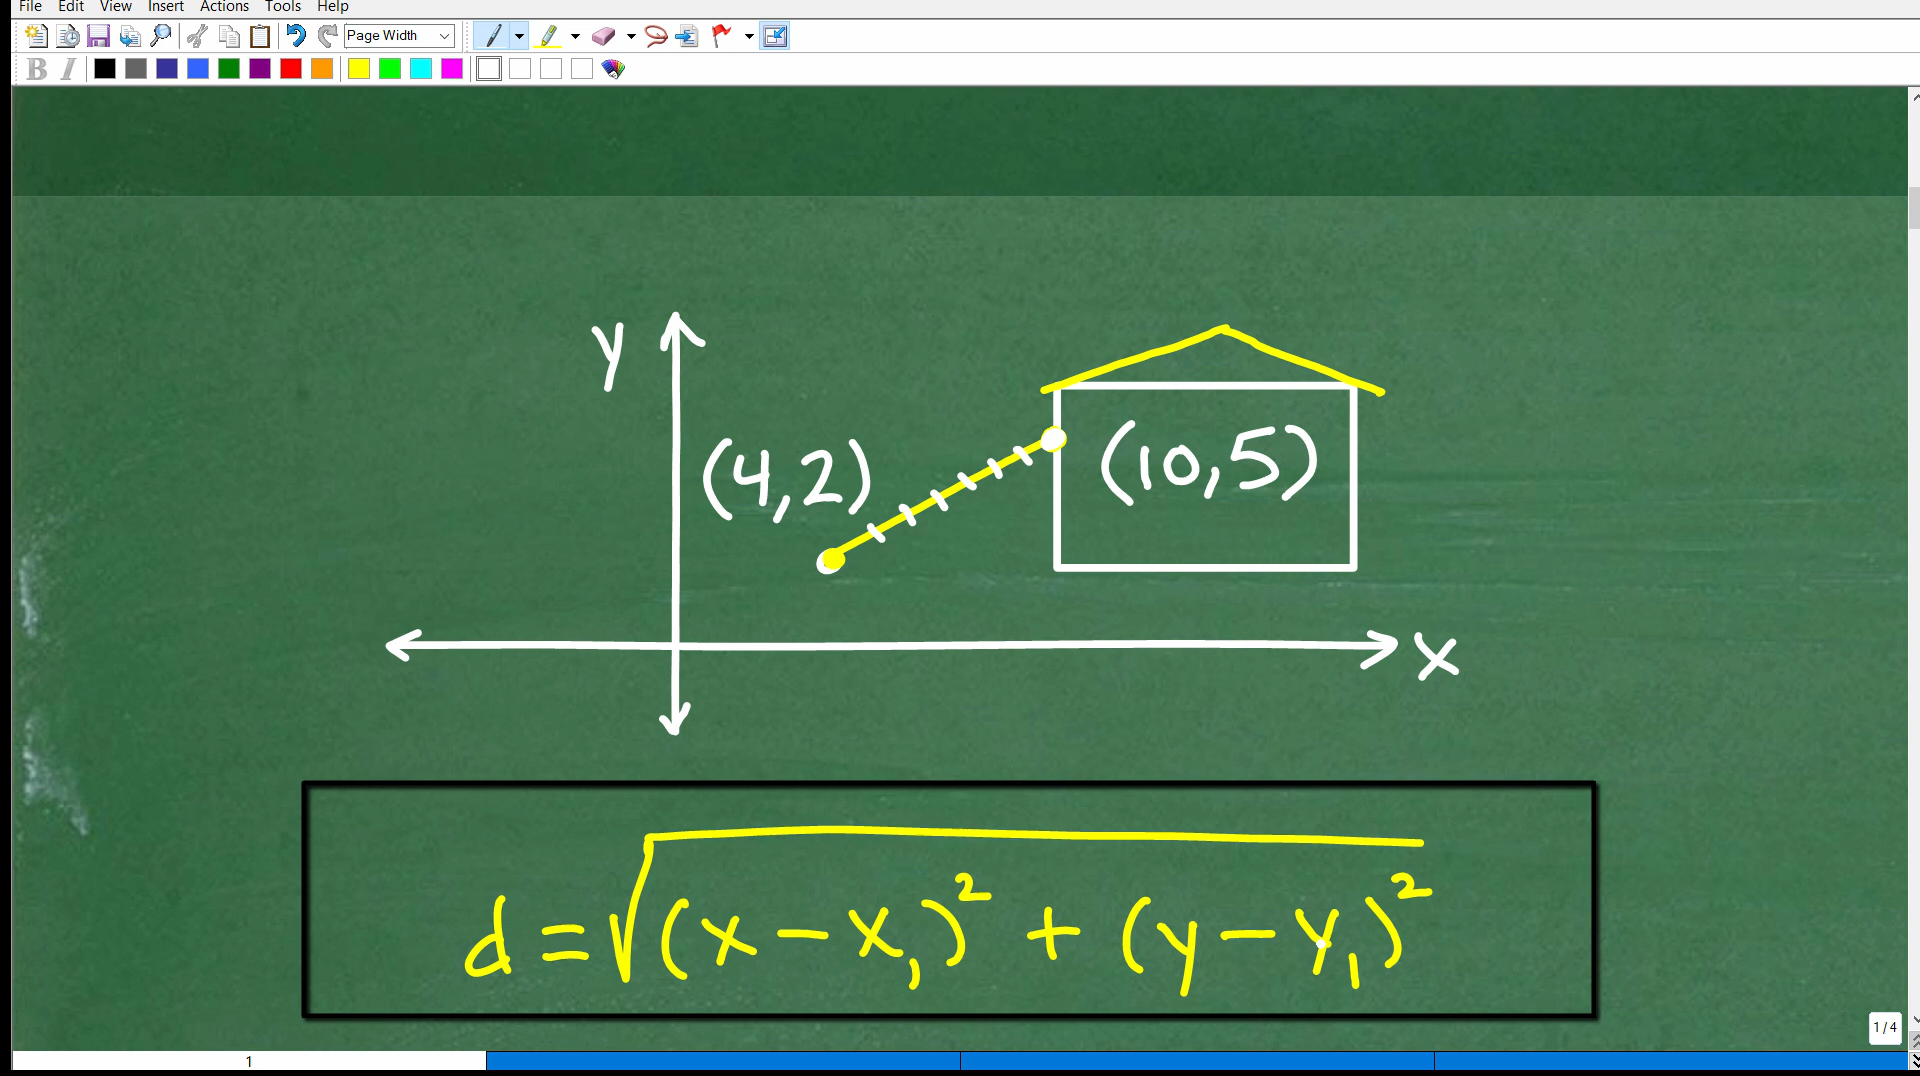 File Edit View Insert Actions Tools Help
Page Width
B I
y
(4,2) (10,5)
x
d = √(x - x₁)² + (y - y₁)²
1 / 4
1